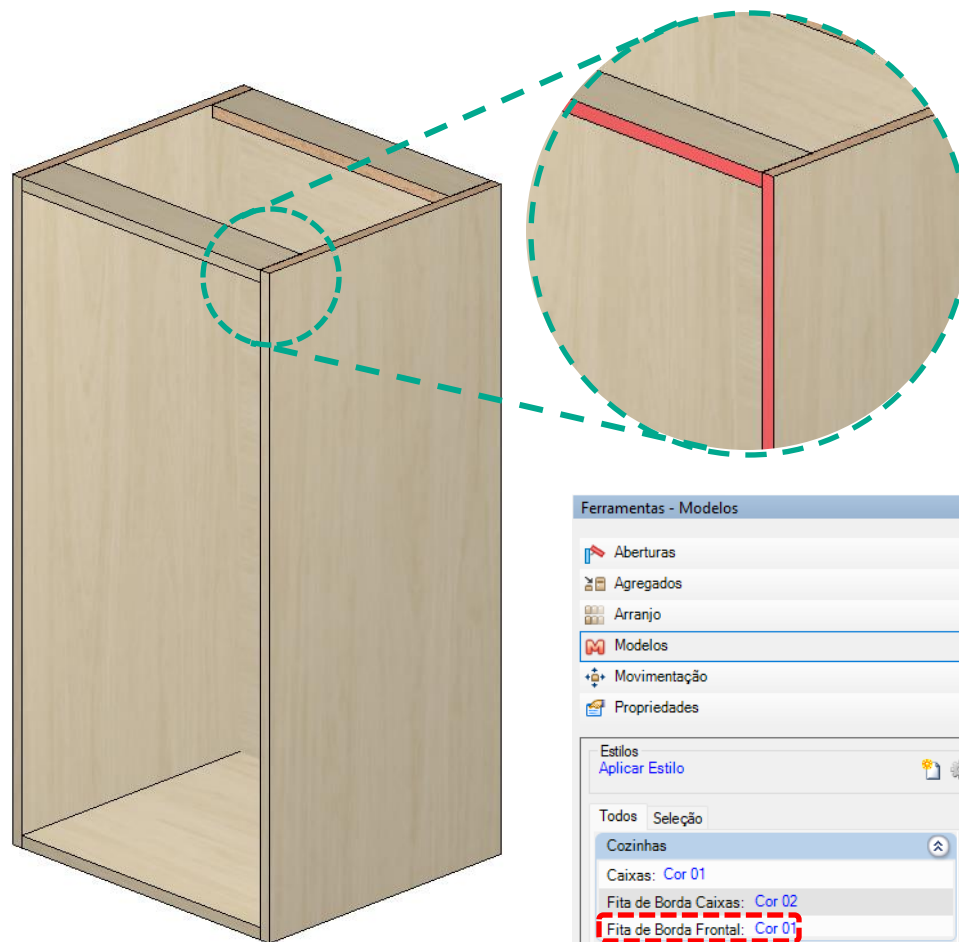 Ferramentas - Modelos
Aberturas
Agregados
Arranjo
Modelos
Movimentação
Propriedades
Estilos
Aplicar Estilo
Todos Seleção
Cozinhas
Caixas: Cor 01
Fita de Borda Caixas: Cor 02
Fita de Borda Frontal: Cor 01